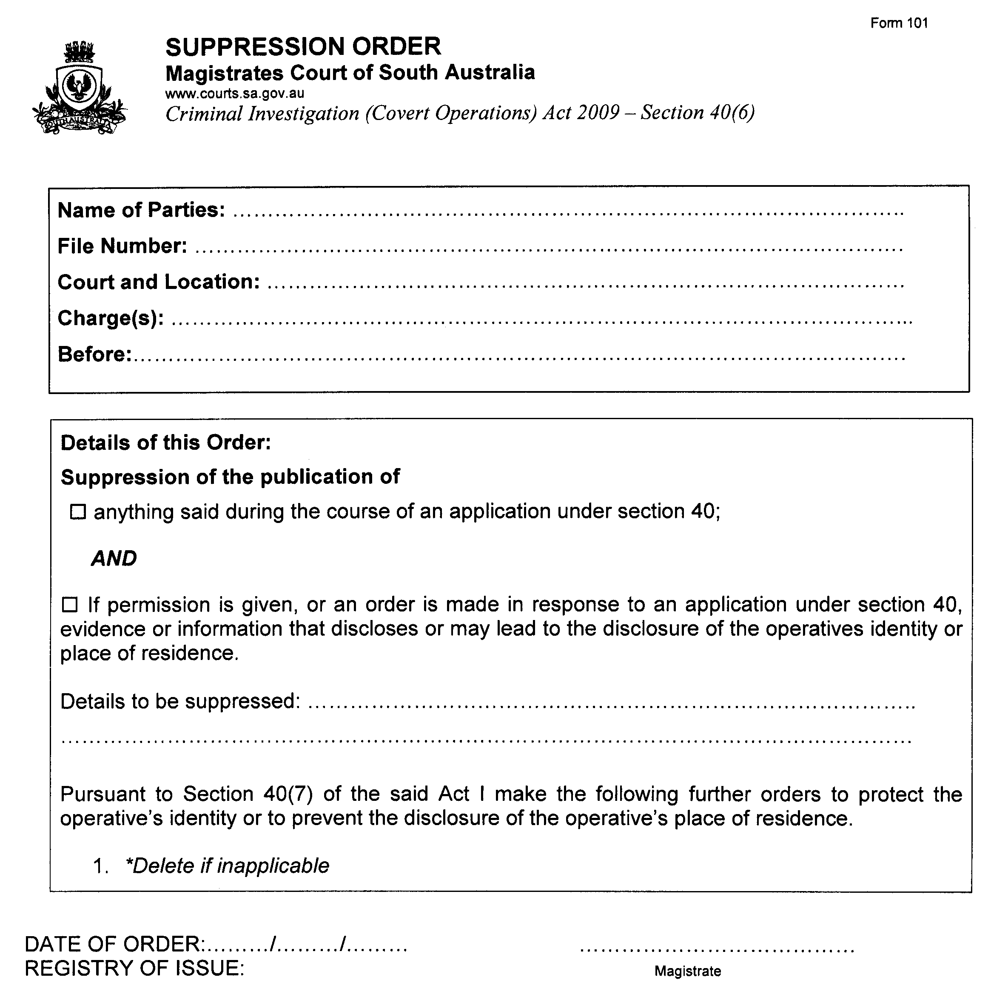 Form 101
SUPPRESSION ORDER
Magistrates Court of South Australia
www.courts.sa.gov.au
Criminal Investigation (Covert Operations) Act 2009 – Section 40(6)
SOUTH AUSTRALIA
Name of Parties: ..........................................................................................
File Number: ..........................................................................................
Court and Location: ..........................................................................................
Charge(s): ..........................................................................................
Before:..........................................................................................
Details of this Order:
Suppression of the publication of
☐ anything said during the course of an application under section 40;
AND
☐ If permission is given, or an order is made in response to an application under section 40,
evidence or information that discloses or may lead to the disclosure of the operatives identity or
place of residence.
Details to be suppressed: ..........................................................................................
..........................................................................................
Pursuant to Section 40(7) of the said Act I make the following further orders to protect the
operative's identity or to prevent the disclosure of the operative's place of residence.
1. *Delete if inapplicable
DATE OF ORDER:........./........./.........
.......................................
REGISTRY OF ISSUE:
Magistrate